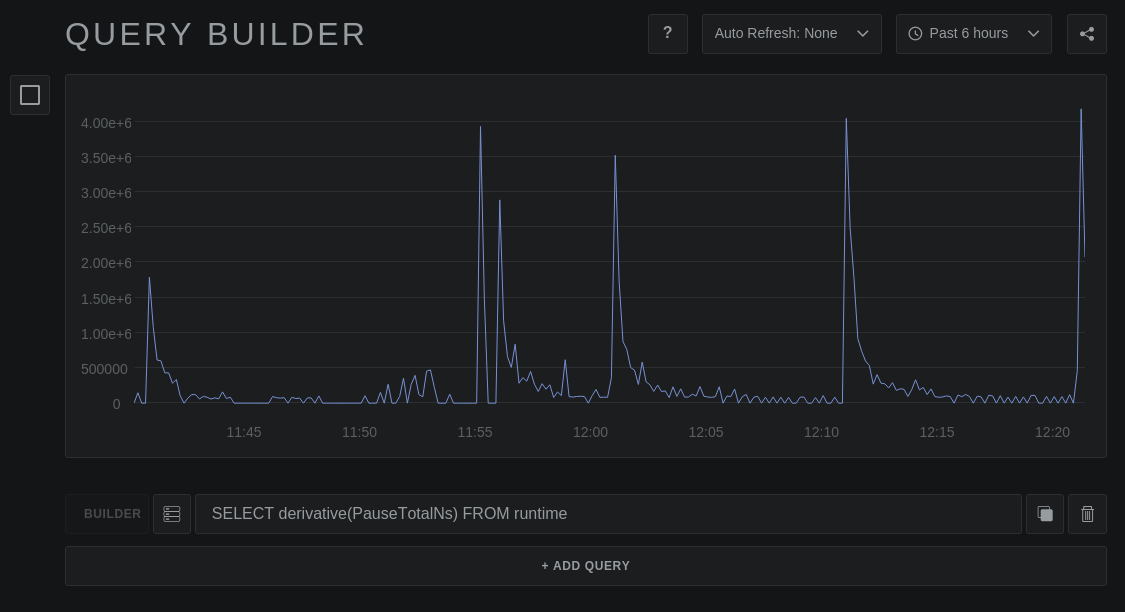 QUERY BUILDER
?
Auto Refresh: None
Past 6 hours
4.00e+6
3.50e+6
3.00e+6
2.50e+6
2.00e+6
1.50e+6
1.00e+6
500000
0
11:45 11:50 11:55 12:00 12:05 12:10 12:15 12:20
BUILDER
SELECT derivative(PauseTotalNs) FROM runtime
+ ADD QUERY